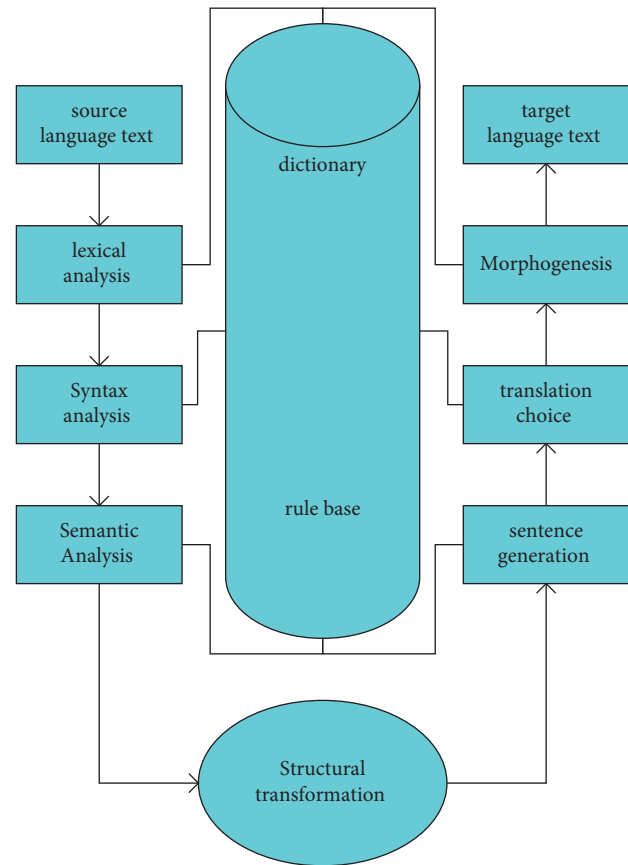 source
language text
lexical
analysis
Syntax
analysis
Semantic
Analysis
dictionary
rule base
Structural
transformation
target
language text
Morphogenesis
translation
choice
sentence
generation